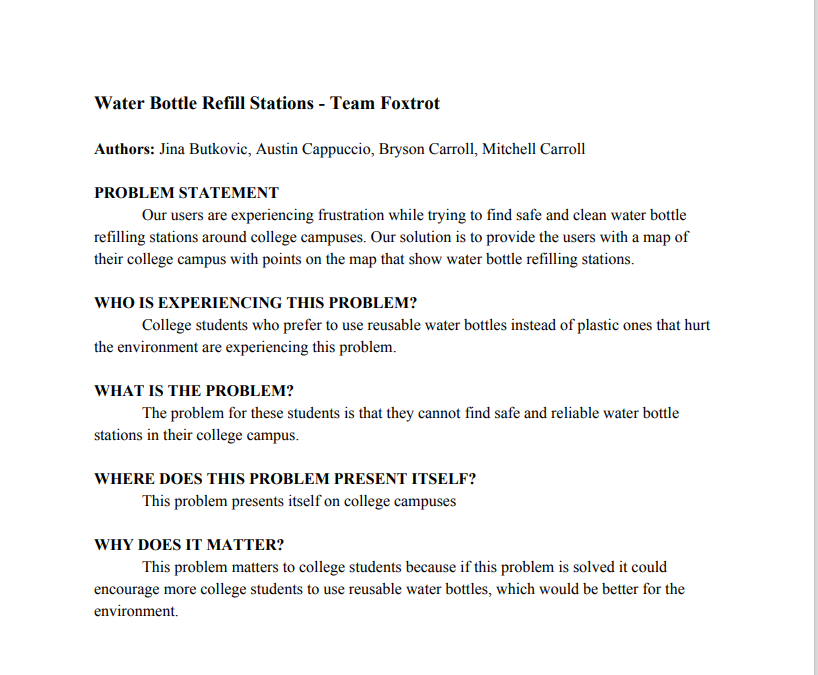 Water Bottle Refill Stations - Team Foxtrot
Authors: Jina Butkovic, Austin Cappuccio, Bryson Carroll, Mitchell Carroll
PROBLEM STATEMENT
Our users are experiencing frustration while trying to find safe and clean water bottle
refilling stations around college campuses. Our solution is to provide the users with a map of
their college campus with points on the map that show water bottle refilling stations.
WHO IS EXPERIENCING THIS PROBLEM?
College students who prefer to use reusable water bottles instead of plastic ones that hurt
the environment are experiencing this problem.
WHAT IS THE PROBLEM?
The problem for these students is that they cannot find safe and reliable water bottle
stations in their college campus.
WHERE DOES THIS PROBLEM PRESENT ITSELF?
This problem presents itself on college campuses
WHY DOES IT MATTER?
This problem matters to college students because if this problem is solved it could
encourage more college students to use reusable water bottles, which would be better for the
environment.